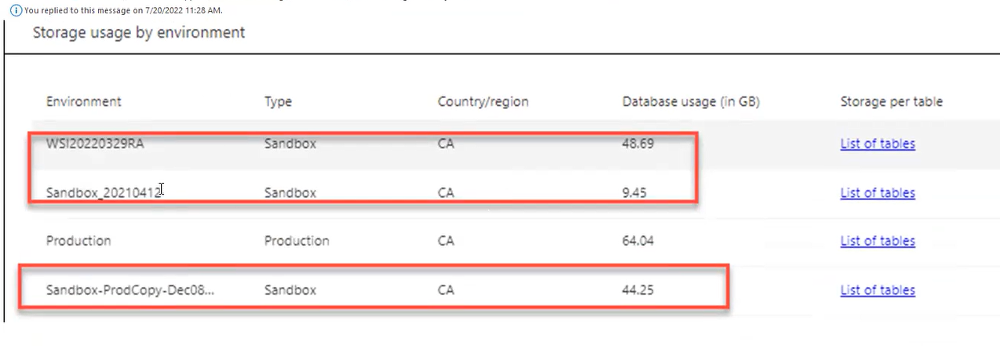 You replied to this message on 7/20/2022 11:28 AM.
Storage usage by environment
Environment Type Country/region Database usage (in GB) Storage per table
WSI20220329RA Sandbox CA 48.69 List of tables
Sandbox_20210412 Sandbox CA 9.45 List of tables
Production Production CA 64.04 List of tables
Sandbox-ProdCopy-Dec08... Sandbox CA 44.25 List of tables